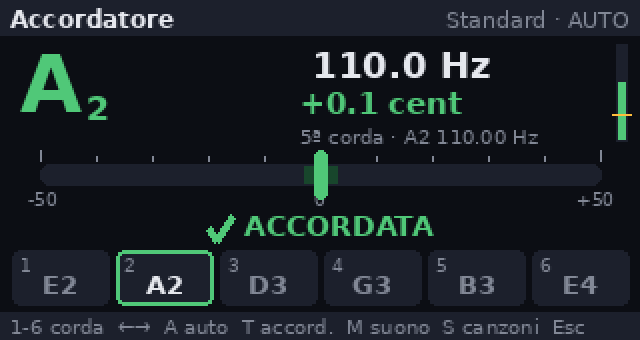 Accordatore
Standard · AUTO
A2
110.0 Hz
+0.1 cent
5ª corda · A2 110.00 Hz
-50 0 +50
✓ ACCORDATA
1 E2
2 A2
3 D3
4 G3
5 B3
6 E4
1-6 corda ←→ A auto T accord. M suono S canzoni Esc